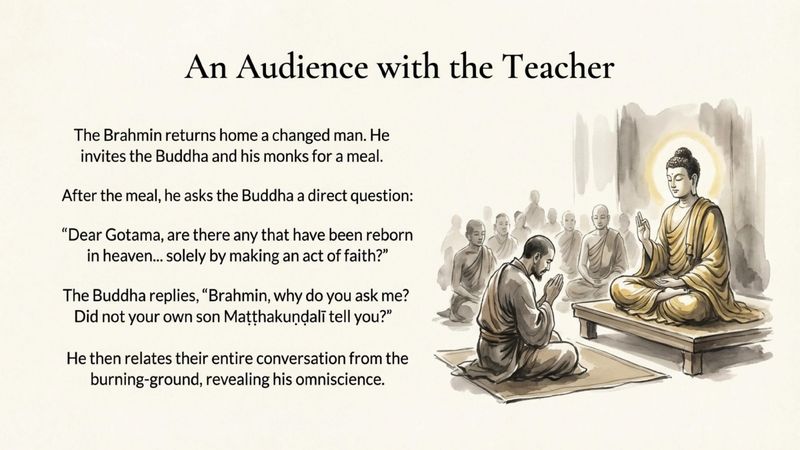 An Audience with the Teacher
The Brahmin returns home a changed man. He
invites the Buddha and his monks for a meal.
After the meal, he asks the Buddha a direct question:
“Dear Gotama, are there any that have been reborn
in heaven... solely by making an act of faith?”
The Buddha replies, “Brahmin, why do you ask me?
Did not your own son Maṭṭhakuṇḍalī tell you?”
He then relates their entire conversation from the
burning-ground, revealing his omniscience.